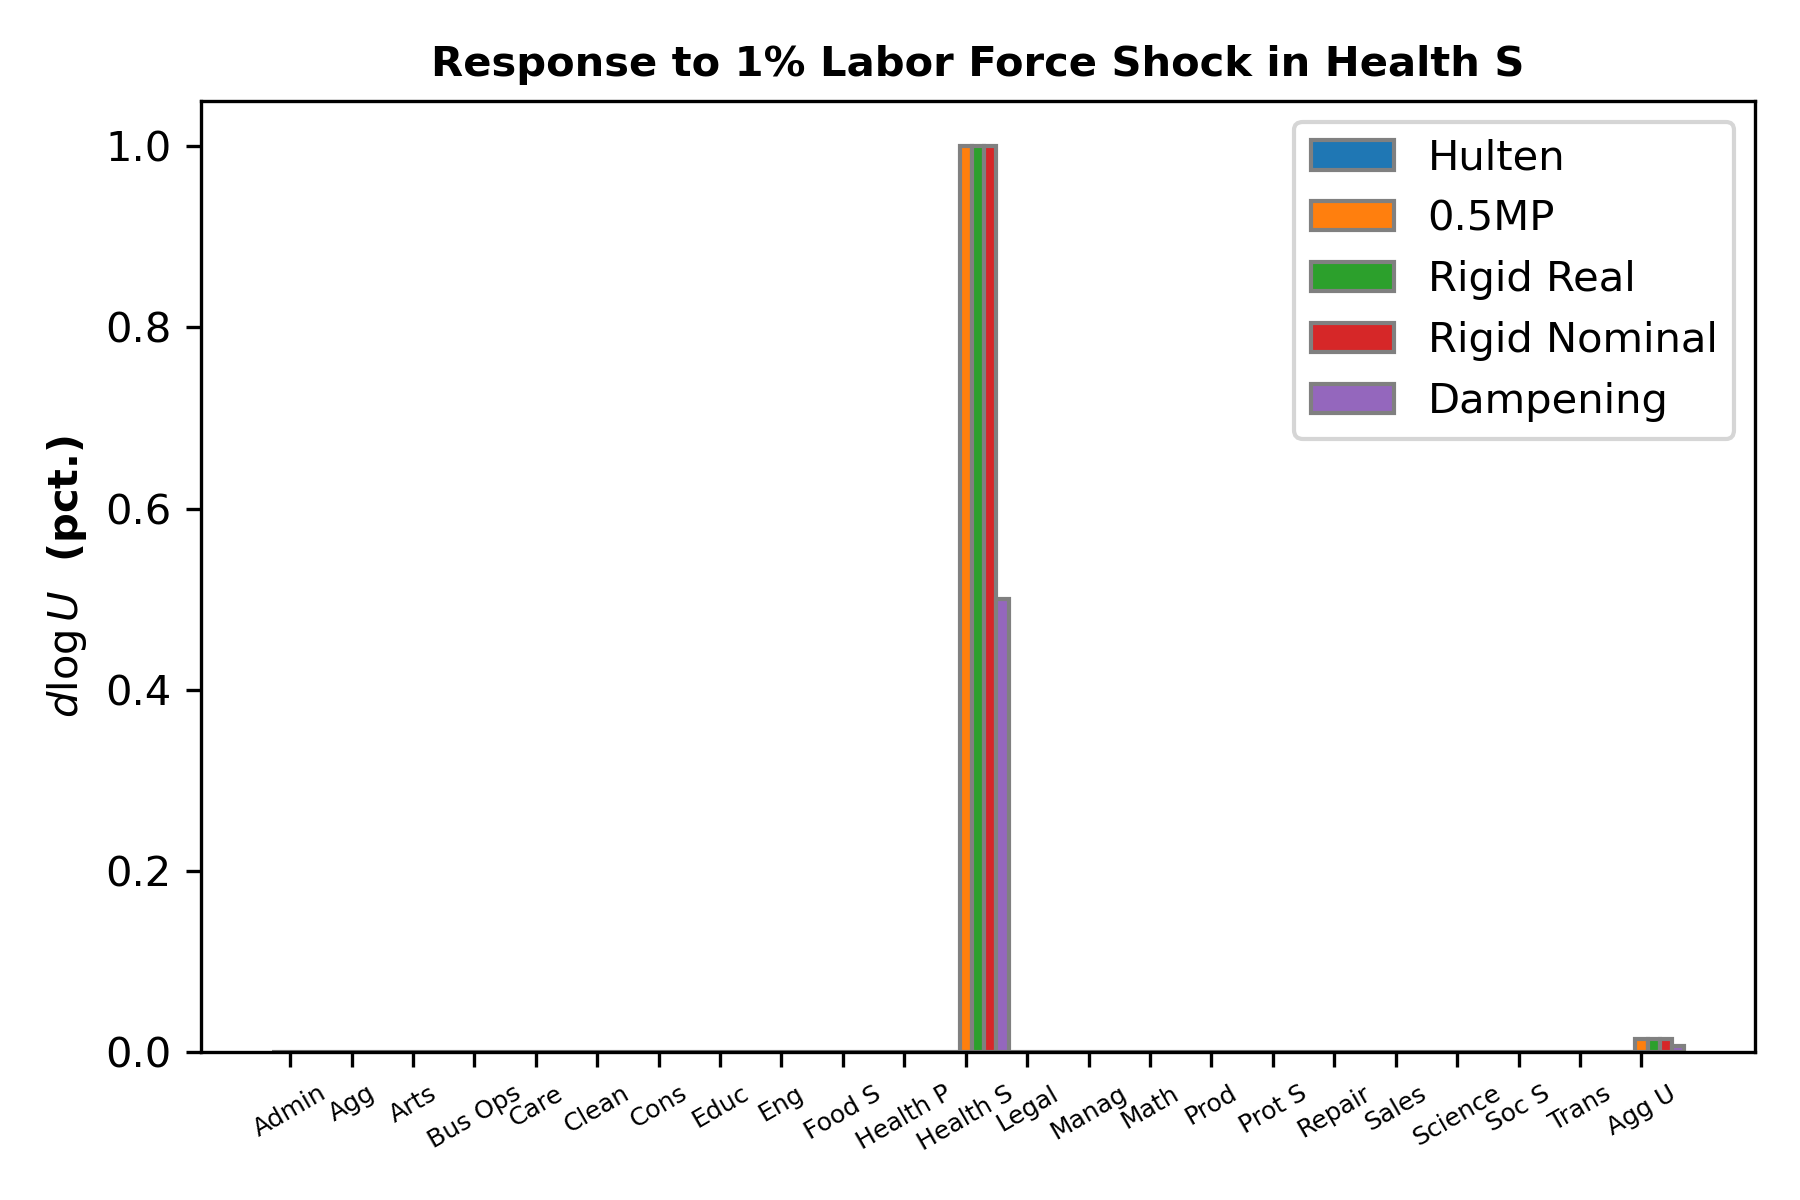 Response to 1% Labor Force Shock in Health S
Hulten
0.5MP
Rigid Real
Rigid Nominal
Dampening
d log U (pct.)
1.0
0.8
0.6
0.4
0.2
0.0
Admin
Agg
Arts
Bus Ops
Care
Clean
Cons
Educ
Eng
Food S
Health P
Health S
Legal
Manag
Math
Prod
Prot S
Repair
Sales
Science
Soc S
Trans
Agg U